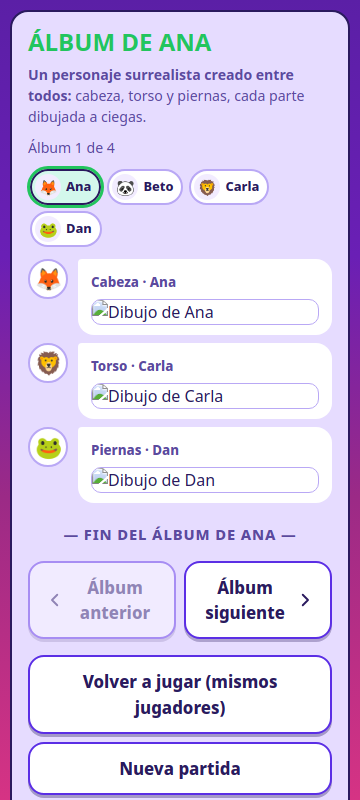 ÁLBUM DE ANA
Un personaje surrealista creado entre
todos: cabeza, torso y piernas, cada parte
dibujada a ciegas.
Álbum 1 de 4
Ana
Beto
Carla
Dan
Cabeza · Ana
Dibujo de Ana
Torso · Carla
Dibujo de Carla
Piernas · Dan
Dibujo de Dan
— FIN DEL ÁLBUM DE ANA —
Álbum
anterior
Álbum
siguiente
Volver a jugar (mismos
jugadores)
Nueva partida